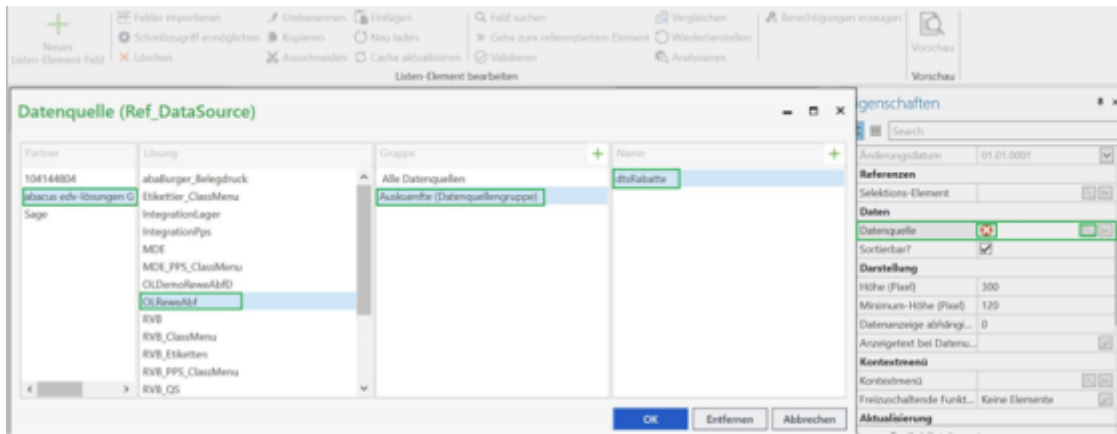 Neues
Listen-Element-Feld
Felder importieren
Schreibzugriff ermöglichen
Löschen
Umbenennen
Kopieren
Ausschneiden
Einfügen
Neu laden
Cache aktualisieren
Feld suchen
Gehe zum referenziertem Element
Validieren
Vergleichen
Wiederherstellen
Analysieren
Berechtigungen erzeugen
Vorschau
Listen-Element bearbeiten
Vorschau
Datenquelle (Ref_DataSource)
Partner
104144804
abacus edv-lösungen G
Sage
Lösung
abaBurger_Belegdruck
Etikettier_ClassMenu
IntegrationLager
IntegrationPps
MDE
MDE_PPS_ClassMenu
OLDemoReweAbfD
OLReweAbf
RVB
RVB_ClassMenu
RVB_Etiketten
RVB_PPS_ClassMenu
RVB_QS
Gruppe
Alle Datenquellen
Auskuenfte (Datenquellengruppe)
Name
dtsRabatte
OK
Entfernen
Abbrechen
igenschaften
Search
Änderungsdatum 01.01.0001
Referenzen
Selektions-Element
Daten
Datenquelle
Sortierbar?
Darstellung
Höhe (Pixel) 300
Minimum-Höhe (Pixel) 120
Datenanzeige abhängi... 0
Anzeigetext bei Datenu...
Kontextmenü
Kontextmenü
Freizuschaltende Funkt... Keine Elemente
Aktualisierung